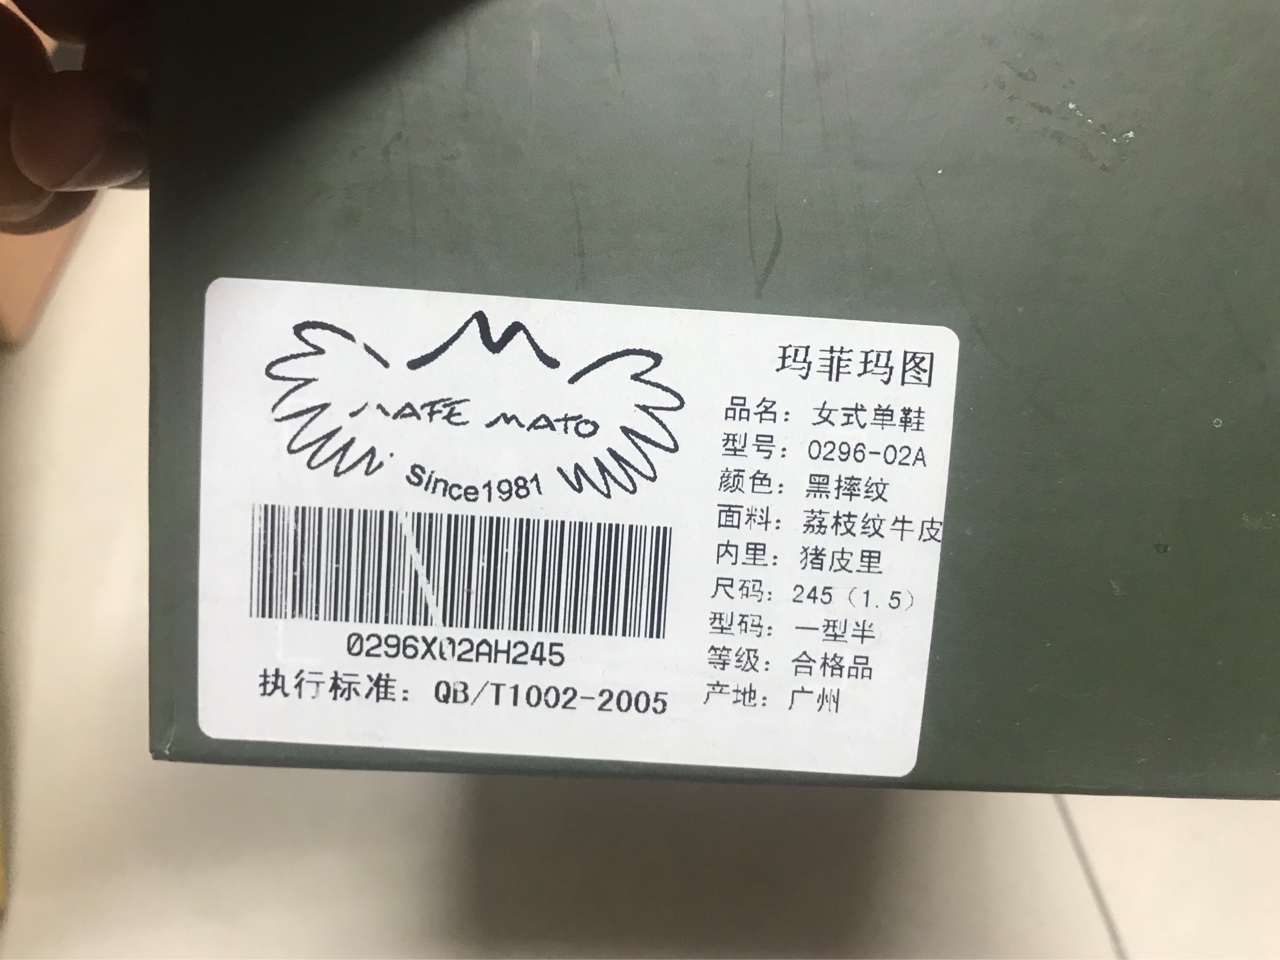 MAFE MATO
Since1981
0296X02AH245
执行标准：QB/T1002-2005
玛菲玛图
品名：女式单鞋
型号：0296-02A
颜色：黑摔纹
面料：荔枝纹牛皮
内里：猪皮里
尺码：245（1.5）
型码：一型半
等级：合格品
产地：广州